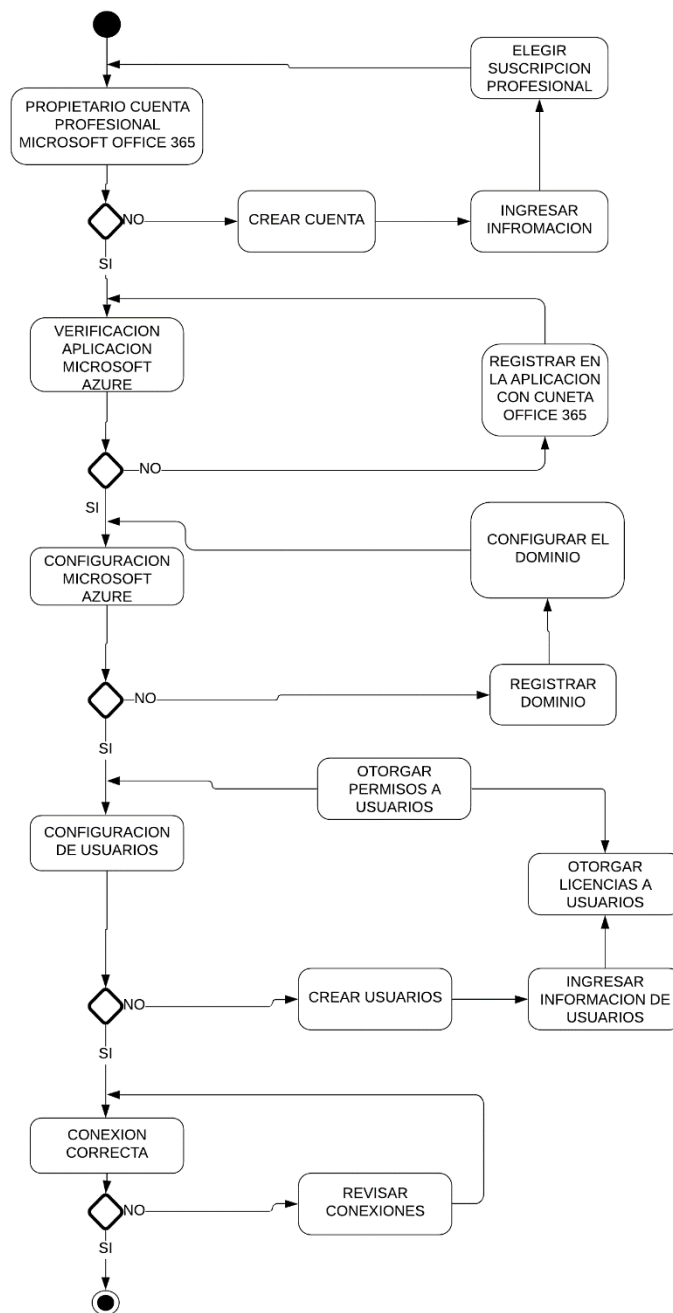 ELEGIR
SUSCRIPCION
PROFESIONAL
PROPIETARIO CUENTA
PROFESIONAL
MICROSOFT OFFICE 365
NO
CREAR CUENTA
INGRESAR
INFROMACION
SI
VERIFICACION
APLICACION
MICROSOFT
AZURE
REGISTRAR EN
LA APLICACION
CON CUNETA
OFFICE 365
NO
SI
CONFIGURAR EL
DOMINIO
CONFIGURACION
MICROSOFT
AZURE
NO
REGISTRAR
DOMINIO
SI
OTORGAR
PERMISOS A
USUARIOS
CONFIGURACION
DE USUARIOS
OTORGAR
LICENCIAS A
USUARIOS
NO
CREAR USUARIOS
INGRESAR
INFORMACION DE
USUARIOS
SI
CONEXION
CORRECTA
NO
REVISAR
CONEXIONES
SI